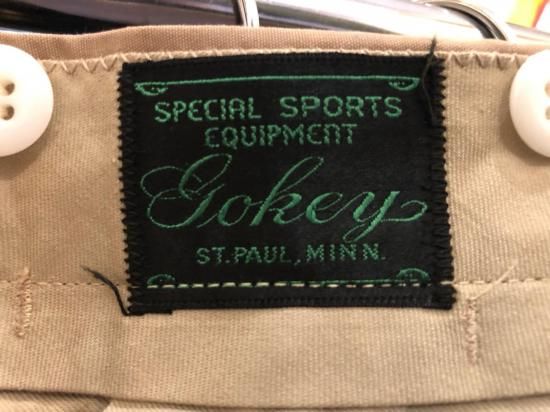 SPECIAL SPORTS
EQUIPMENT
Gokey
ST. PAUL, MINN.